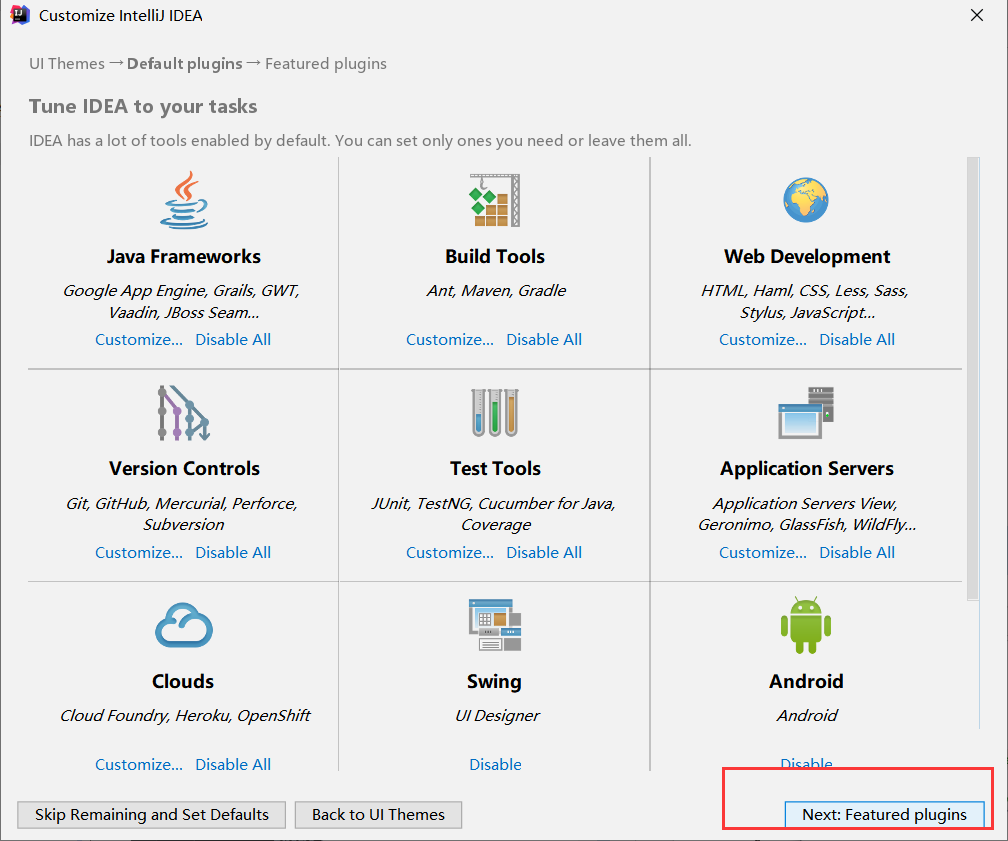 Customize IntelliJ IDEA
UI Themes → Default plugins → Featured plugins
Tune IDEA to your tasks
IDEA has a lot of tools enabled by default. You can set only ones you need or leave them all.
Java Frameworks
Google App Engine, Grails, GWT,
Vaadin, JBoss Seam...
Customize... Disable All
Build Tools
Ant, Maven, Gradle
Customize... Disable All
Web Development
HTML, Haml, CSS, Less, Sass,
Stylus, JavaScript...
Customize... Disable All
Version Controls
Git, GitHub, Mercurial, Perforce,
Subversion
Customize... Disable All
Test Tools
JUnit, TestNG, Cucumber for Java,
Coverage
Customize... Disable All
Application Servers
Application Servers View,
Geronimo, GlassFish, WildFly...
Customize... Disable All
Clouds
Cloud Foundry, Heroku, OpenShift
Customize... Disable All
Swing
UI Designer
Disable
Android
Android
Disable
Skip Remaining and Set Defaults
Back to UI Themes
Next: Featured plugins